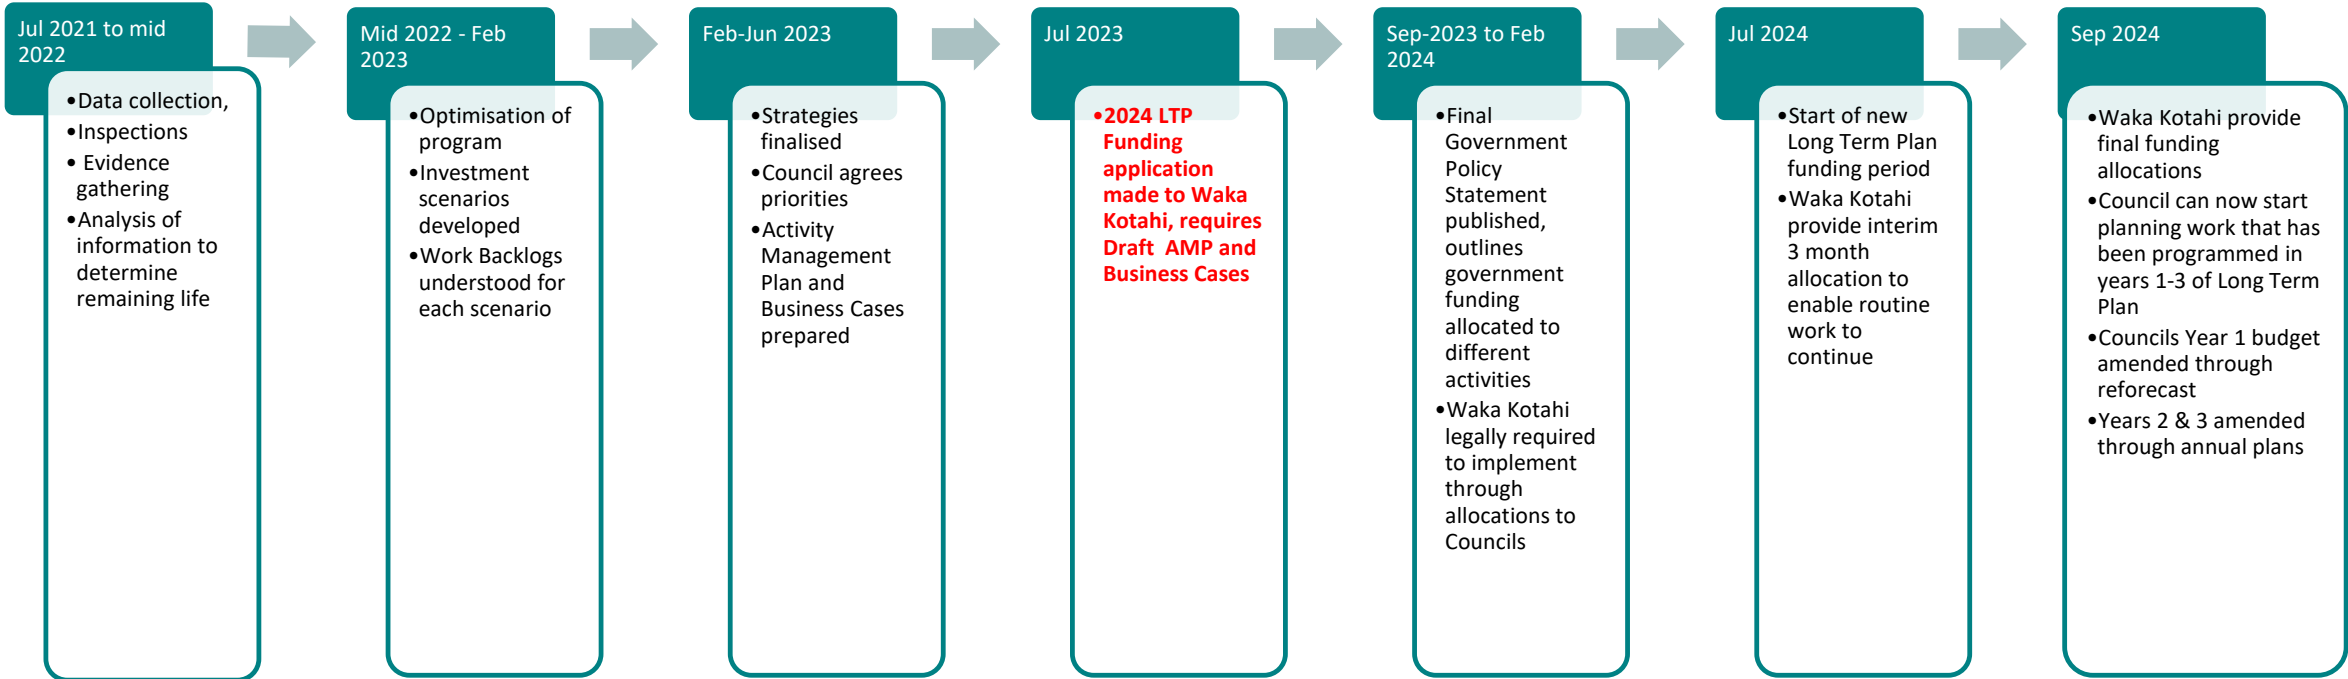 Jul 2021 to mid
2022
•Data collection,
•Inspections
• Evidence
gathering
•Analysis of
information to
determine
remaining life
Mid 2022 - Feb
2023
•Optimisation of
program
•Investment
scenarios
developed
•Work Backlogs
understood for
each scenario
Feb-Jun 2023
•Strategies
finalised
•Council agrees
priorities
•Activity
Management
Plan and
Business Cases
prepared
Jul 2023
•2024 LTP
Funding
application
made to Waka
Kotahi, requires
Draft  AMP and
Business Cases
Sep-2023 to Feb
2024
•Final
Government
Policy
Statement
published,
outlines
government
funding
allocated to
different
activities
•Waka Kotahi
legally required
to implement
through
allocations to
Councils
Jul 2024
•Start of new
Long Term Plan
funding period
•Waka Kotahi
provide interim
3 month
allocation to
enable routine
work to
continue
Sep 2024
•Waka Kotahi provide
final funding
allocations
•Council can now start
planning work that has
been programmed in
years 1-3 of Long Term
Plan
•Councils Year 1 budget
amended through
reforecast
•Years 2 & 3 amended
through annual plans